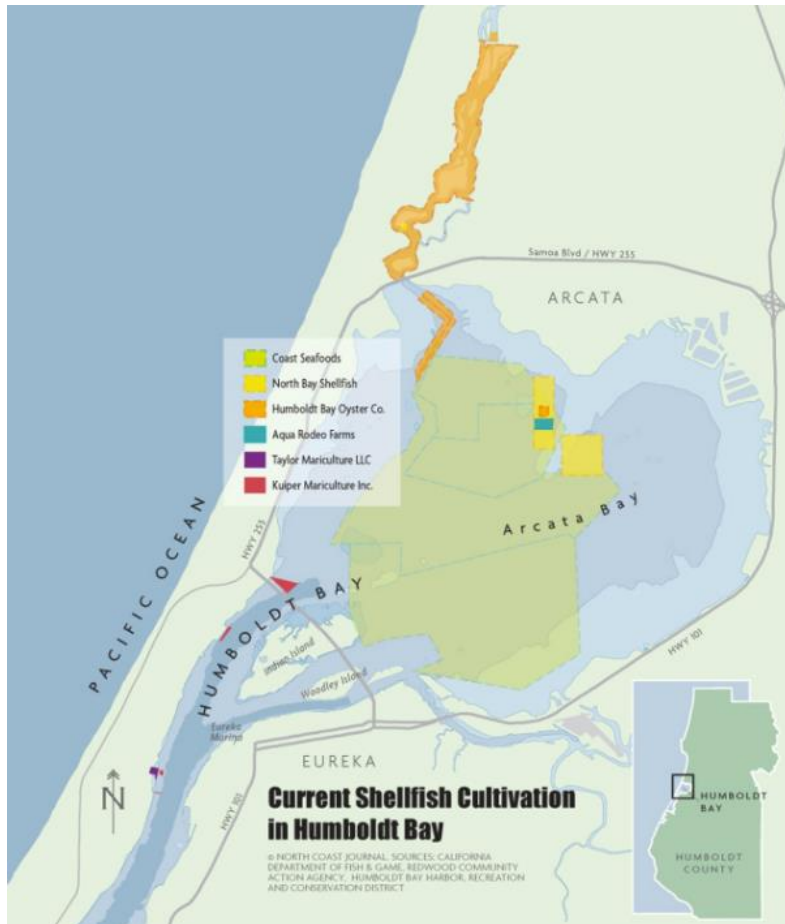 Samoa Blvd / HWY 255
ARCATA
Coast Seafoods
North Bay Shellfish
Humboldt Bay Oyster Co.
Aqua Rodeo Farms
Taylor Mariculture LLC
Kuiper Mariculture Inc.
PACIFIC OCEAN
HWY 255
HUMBOLDT BAY
Arcata Bay
Indian Island
Woodley Island
HWY 101
Eureka
Marina
EUREKA
HWY 101
N
Current Shellfish Cultivation
in Humboldt Bay
© NORTH COAST JOURNAL. SOURCES: CALIFORNIA
DEPARTMENT OF FISH & GAME, REDWOOD COMMUNITY
ACTION AGENCY, HUMBOLDT BAY HARBOR, RECREATION
AND CONSERVATION DISTRICT
HUMBOLDT
BAY
HUMBOLDT
COUNTY